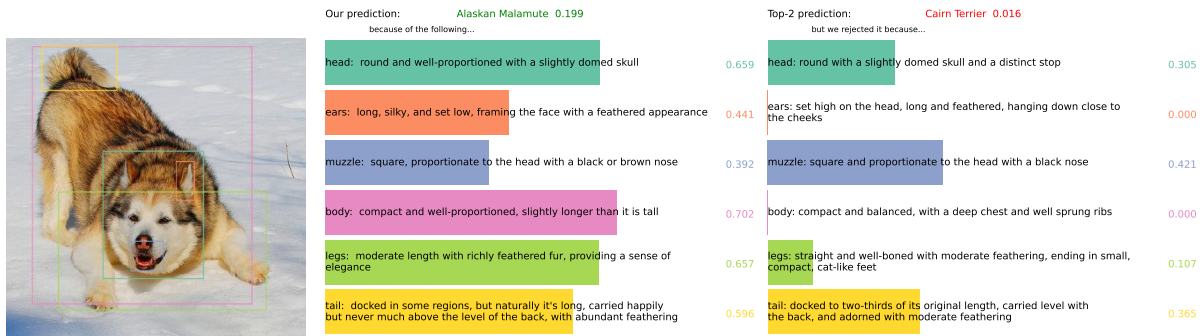 Our prediction: Alaskan Malamute 0.199
because of the following...
head: round and well-proportioned with a slightly domed skull 0.659
ears: long, silky, and set low, framing the face with a feathered appearance 0.441
muzzle: square, proportionate to the head with a black or brown nose 0.392
body: compact and well-proportioned, slightly longer than it is tall 0.702
legs: moderate length with richly feathered fur, providing a sense of
elegance 0.657
tail: docked in some regions, but naturally it's long, carried happily
but never much above the level of the back, with abundant feathering 0.596
Top-2 prediction: Cairn Terrier 0.016
but we rejected it because...
head: round with a slightly domed skull and a distinct stop 0.305
ears: set high on the head, long and feathered, hanging down close to
the cheeks 0.000
muzzle: square and proportionate to the head with a black nose 0.421
body: compact and balanced, with a deep chest and well sprung ribs 0.000
legs: straight and well-boned with moderate feathering, ending in small,
compact, cat-like feet 0.107
tail: docked to two-thirds of its original length, carried level with
the back, and adorned with moderate feathering 0.365